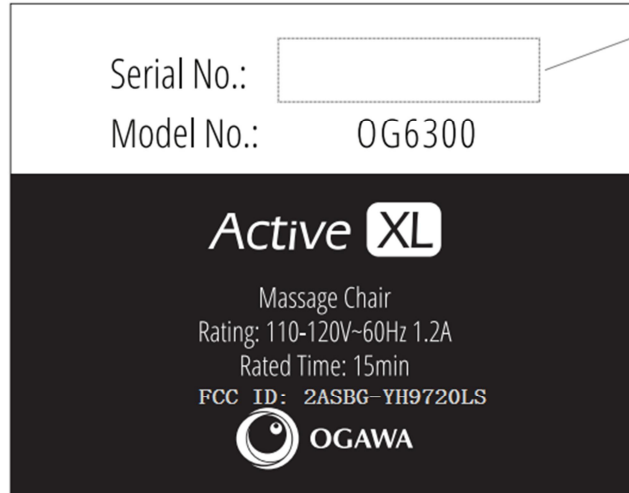 Serial No.:
Model No.: OG6300
Active XL
Massage Chair
Rating: 110-120V~60Hz 1.2A
Rated Time: 15min
FCC ID: 2ASBG-YH9720LS
OGAWA